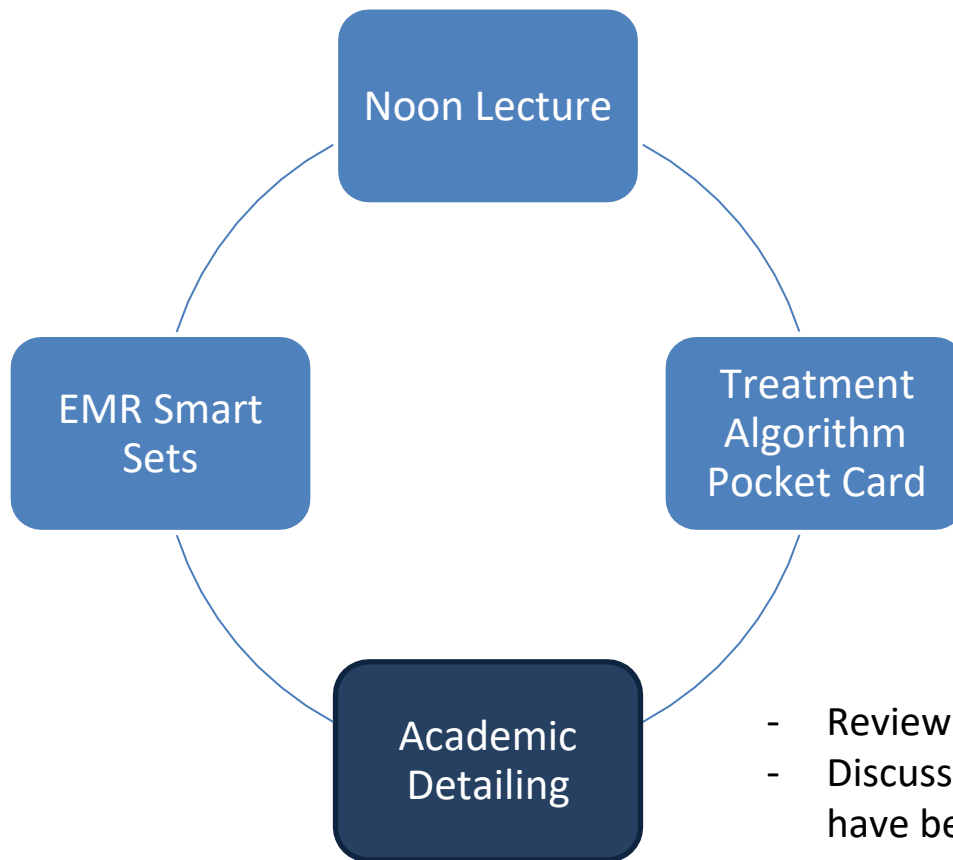 Noon Lecture
EMR Smart
Sets
Treatment
Algorithm
Pocket Card
Academic
Detailing
- Review
- Discuss
have be